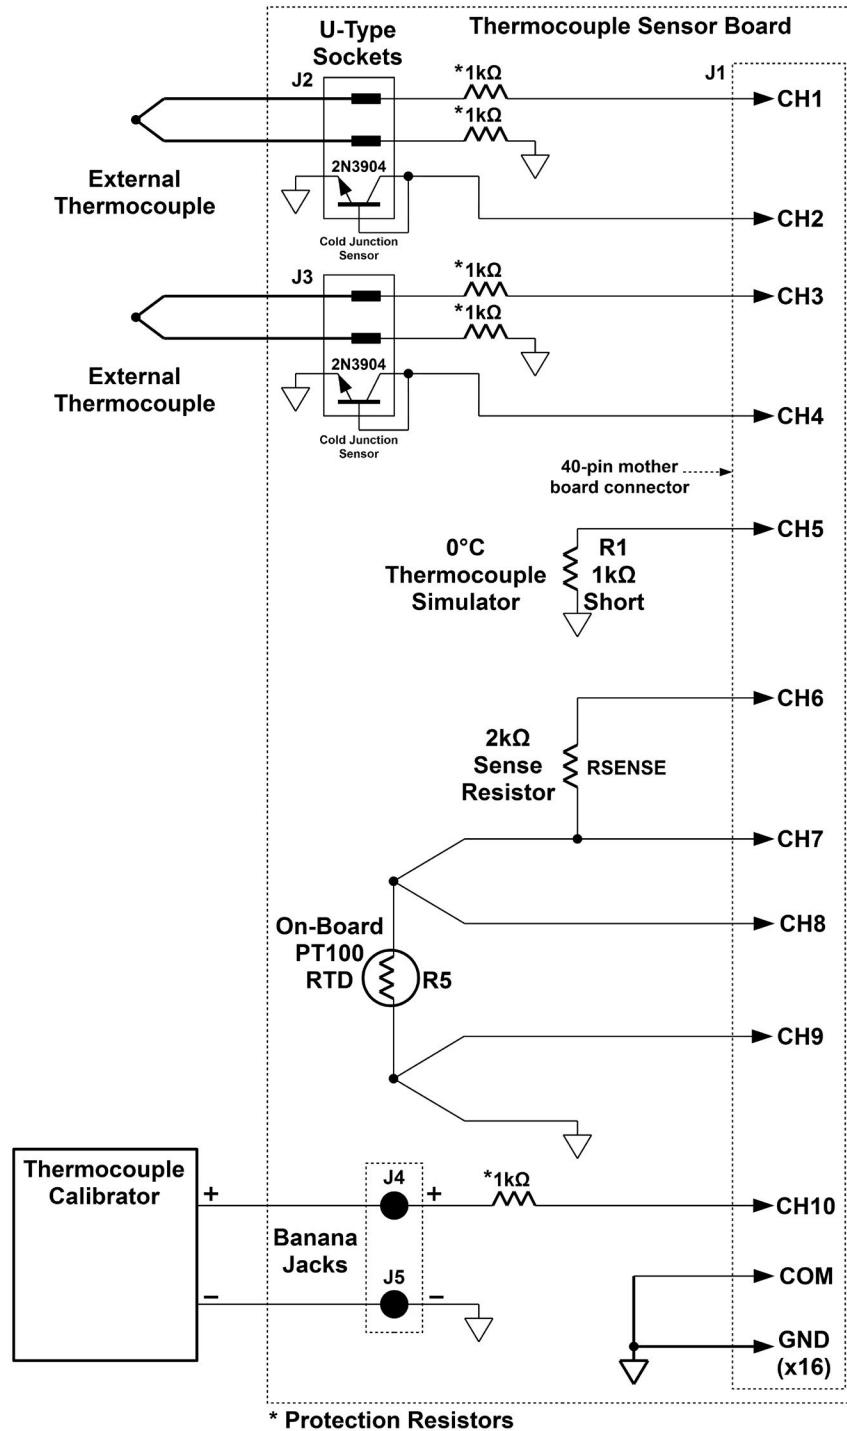 Thermocouple Sensor Board
U-Type
Sockets
J2
*1kΩ
J1
CH1
*1kΩ
External
Thermocouple
2N3904
CH2
Cold Junction
Sensor
J3
*1kΩ
CH3
*1kΩ
External
Thermocouple
2N3904
CH4
Cold Junction
Sensor
40-pin mother
board connector
CH5
0°C
Thermocouple
Simulator
R1
1kΩ
Short
CH6
2kΩ
Sense
Resistor
RSENSE
CH7
CH8
On-Board
PT100
RTD
R5
CH9
Thermocouple
Calibrator
+
−
J4
+
*1kΩ
CH10
Banana
Jacks
J5
−
COM
GND
(x16)
* Protection Resistors